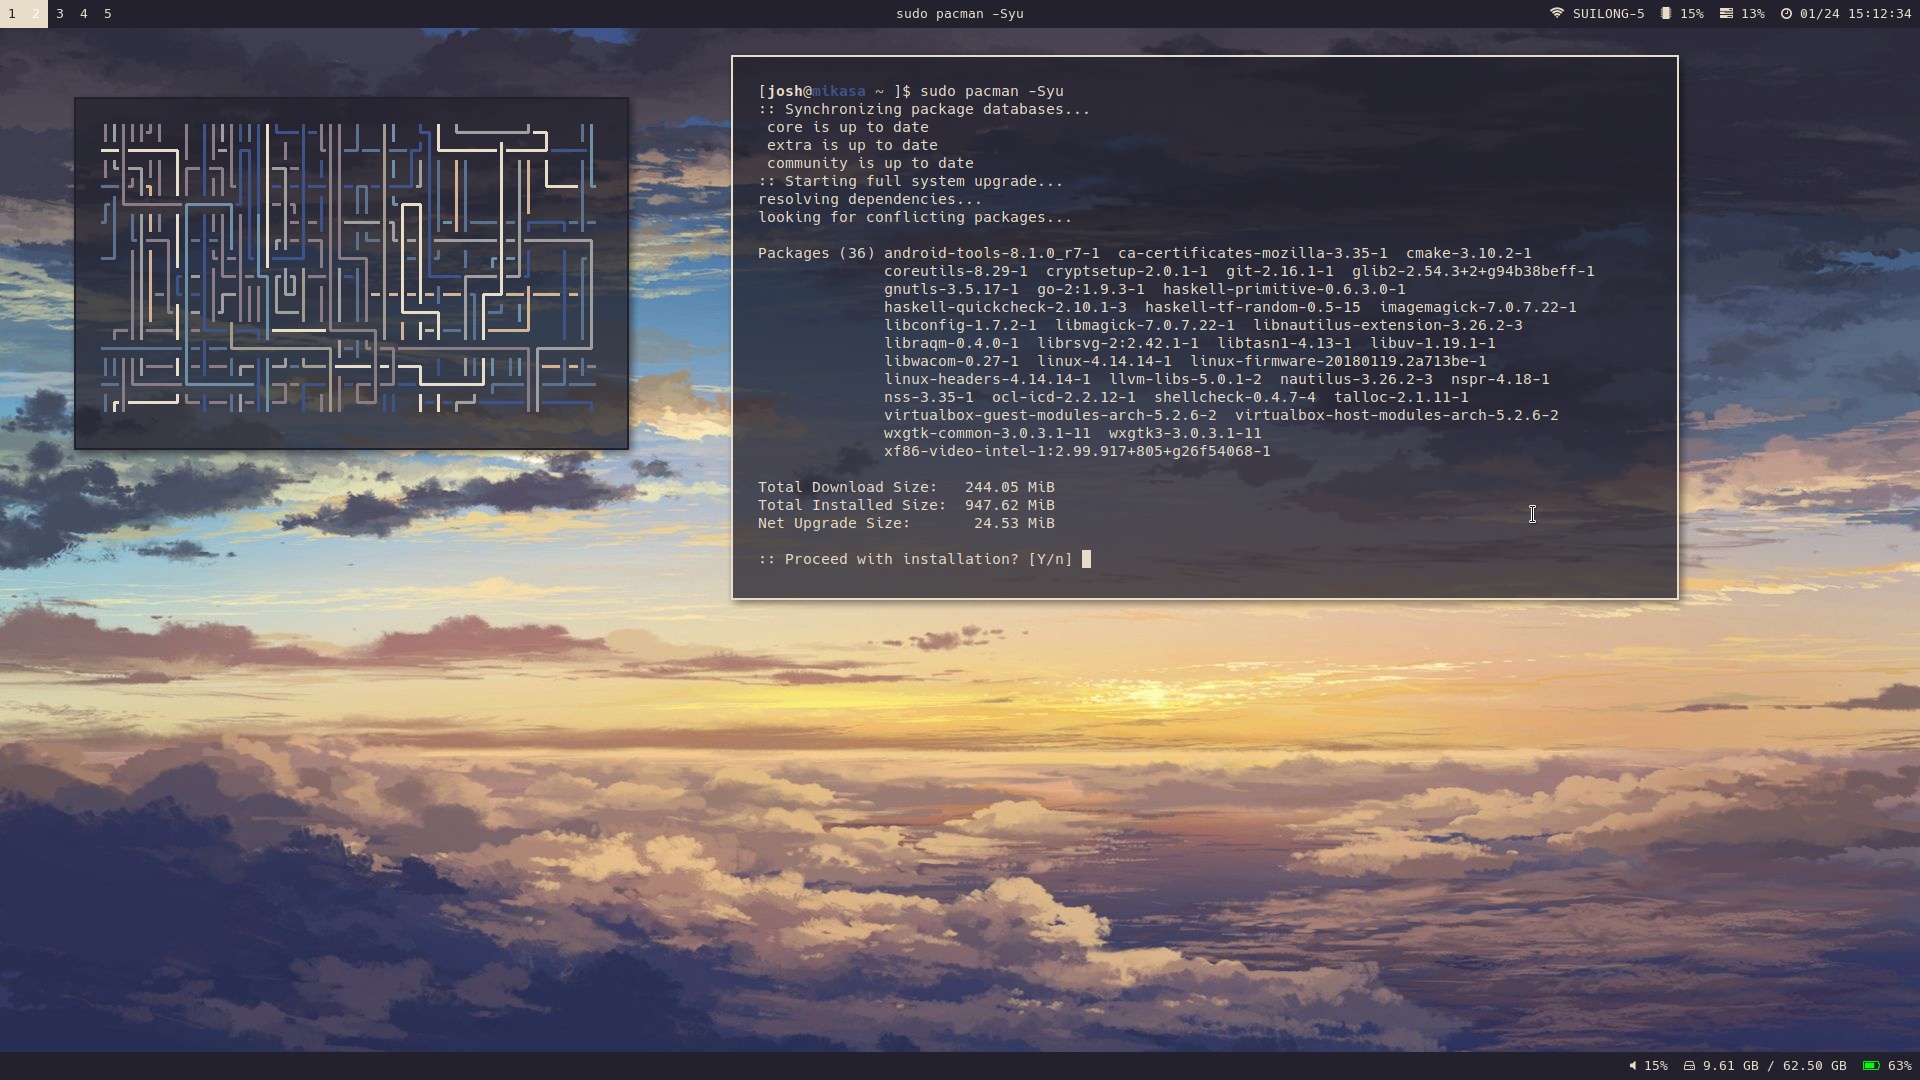 1 2 3 4 5 sudo pacman -Syu SUILONG-5 15% 13% 01/24 15:12:34
[josh@mikasa ~ ]$ sudo pacman -Syu
:: Synchronizing package databases...
 core is up to date
 extra is up to date
 community is up to date
:: Starting full system upgrade...
resolving dependencies...
looking for conflicting packages...

Packages (36) android-tools-8.1.0_r7-1  ca-certificates-mozilla-3.35-1  cmake-3.10.2-1
              coreutils-8.29-1  cryptsetup-2.0.1-1  git-2.16.1-1  glib2-2.54.3+2+g94b38beff-1
              gnutls-3.5.17-1  go-2:1.9.3-1  haskell-primitive-0.6.3.0-1
              haskell-quickcheck-2.10.1-3  haskell-tf-random-0.5-15  imagemagick-7.0.7.22-1
              libconfig-1.7.2-1  libmagick-7.0.7.22-1  libnautilus-extension-3.26.2-3
              libraqm-0.4.0-1  librsvg-2:2.42.1-1  libtasn1-4.13-1  libuv-1.19.1-1
              libwacom-0.27-1  linux-4.14.14-1  linux-firmware-20180119.2a713be-1
              linux-headers-4.14.14-1  llvm-libs-5.0.1-2  nautilus-3.26.2-3  nspr-4.18-1
              nss-3.35-1  ocl-icd-2.2.12-1  shellcheck-0.4.7-4  talloc-2.1.11-1
              virtualbox-guest-modules-arch-5.2.6-2  virtualbox-host-modules-arch-5.2.6-2
              wxgtk-common-3.0.3.1-11  wxgtk3-3.0.3.1-11
              xf86-video-intel-1:2.99.917+805+g26f54068-1

Total Download Size:   244.05 MiB
Total Installed Size:  947.62 MiB
Net Upgrade Size:       24.53 MiB

:: Proceed with installation? [Y/n]
15% 9.61 GB / 62.50 GB 63%